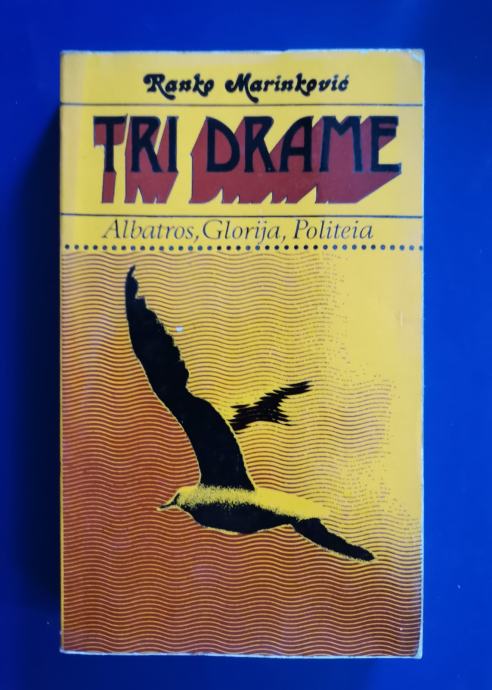 Ranko Marinković
TRI DRAME
Albatros, Glorija, Politeia